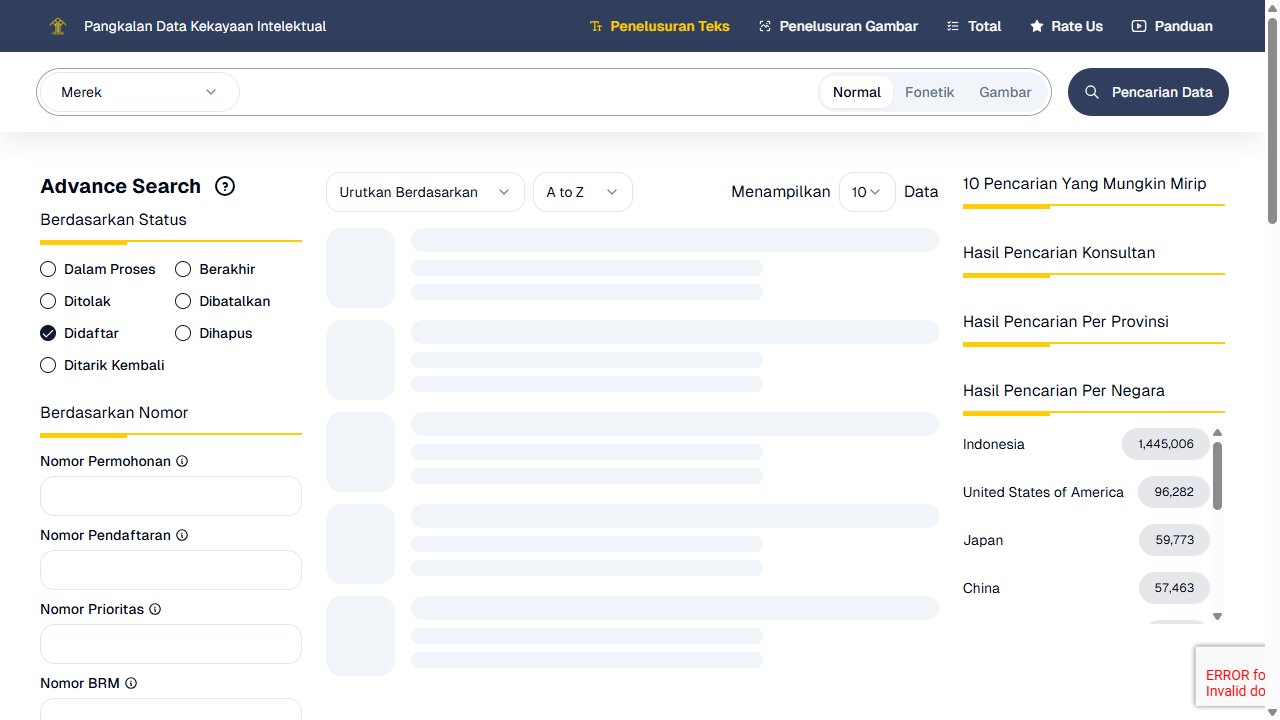 Pangkalan Data Kekayaan Intelektual
Penelusuran Teks
Penelusuran Gambar
Total
Rate Us
Panduan
Merek
Normal
Fonetik
Gambar
Pencarian Data
Advance Search
Berdasarkan Status
Dalam Proses
Berakhir
Ditolak
Dibatalkan
Didaftar
Dihapus
Ditarik Kembali
Berdasarkan Nomor
Nomor Permohonan
Nomor Pendaftaran
Nomor Prioritas
Nomor BRM
Urutkan Berdasarkan
A to Z
Menampilkan
10
Data
10 Pencarian Yang Mungkin Mirip
Hasil Pencarian Konsultan
Hasil Pencarian Per Provinsi
Hasil Pencarian Per Negara
Indonesia
1,445,006
United States of America
96,282
Japan
59,773
China
57,463
ERROR fo
Invalid do